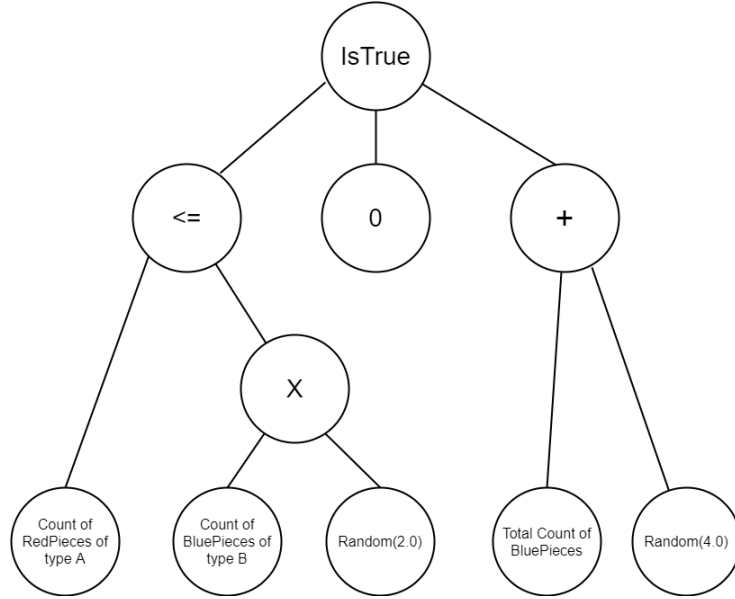 IsTrue
<=
0
+
X
Count of
RedPieces of
type A
Count of
BluePieces of
type B
Random(2.0)
Total Count of
BluePieces
Random(4.0)